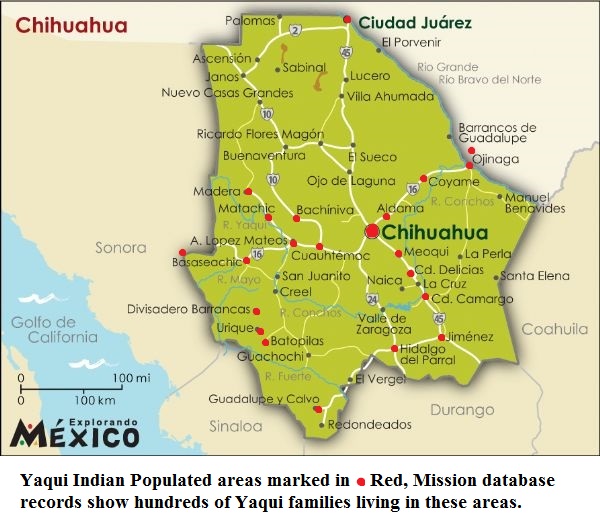 Chihuahua
Palomas
Ciudad Juárez
2
45
El Porvenir
Ascensión
Sabinal
Janos
Lucero
Rio Grande
Río Bravo del Norte
Nuevo Casas Grandes
Villa Ahumada
10
Barrancos de
Guadalupe
Ricardo Flores Magón
Buenaventura
El Sueco
Ojinaga
10
Ojo de Laguna
Coyame
16
Madera
R. Conchos
Manuel
Benavides
Matachic
Bachíniva
Aldama
R. Yaqui
Chihuahua
A. Lopez Mateos
Sonora
16
Cuauhtémoc
Meoqui
La Perla
Basaseachic
Cd. Delicias
San Juanito
Naica
La Cruz
Santa Elena
R. Mayo
Creel
24
Cd. Camargo
Divisadero Barrancas
R. Conchos
Valle de
Zaragoza
45
Golfo de
California
Urique
Coahuila
Batopilas
Jiménez
Guachochi
Hidalgo
del Parral
R. Fuerte
El Vergel
0 100 mi
0 100 km
Guadalupe y Calvo
Durango
Explorando
MÉXICO
Sinaloa
Redondeados
Yaqui Indian Populated areas marked in Red, Mission database
records show hundreds of Yaqui families living in these areas.